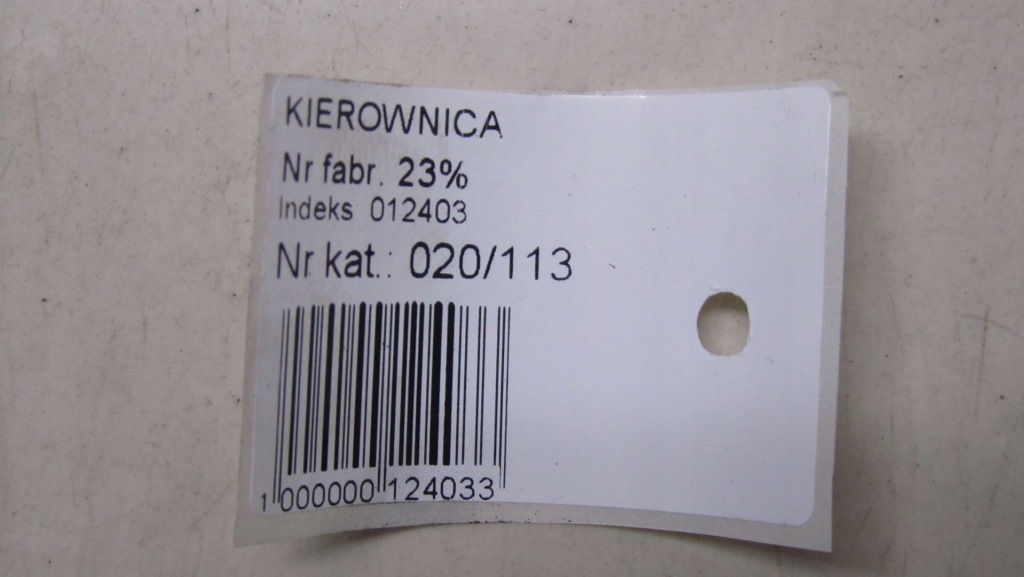 KIEROWNICA
Nr fabr. 23%
Indeks 012403
Nr kat.: 020/113
1 000000 124033